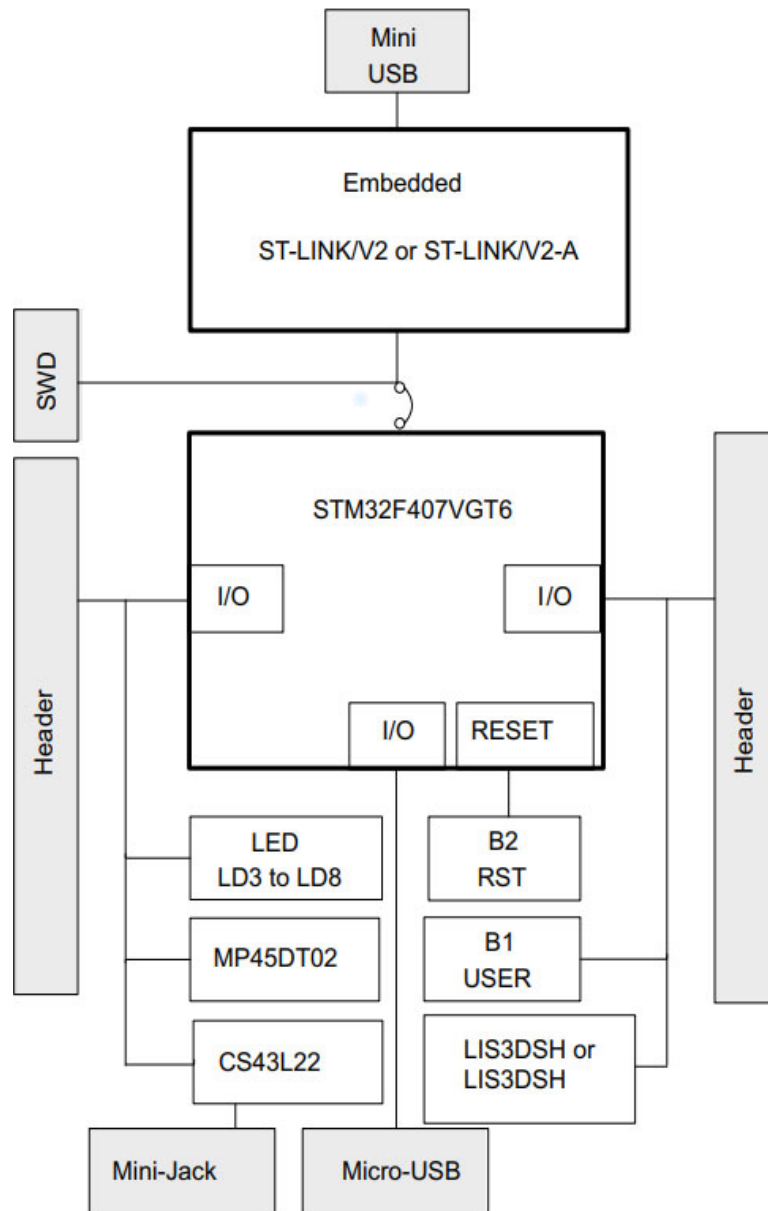 Mini
USB
Embedded
ST-LINK/V2 or ST-LINK/V2-A
SWD
STM32F407VGT6
I/O
I/O
Header
Header
I/O
RESET
LED
LD3 to LD8
B2
RST
MP45DT02
B1
USER
CS43L22
LIS3DSH or
LIS3DSH
Mini-Jack
Micro-USB